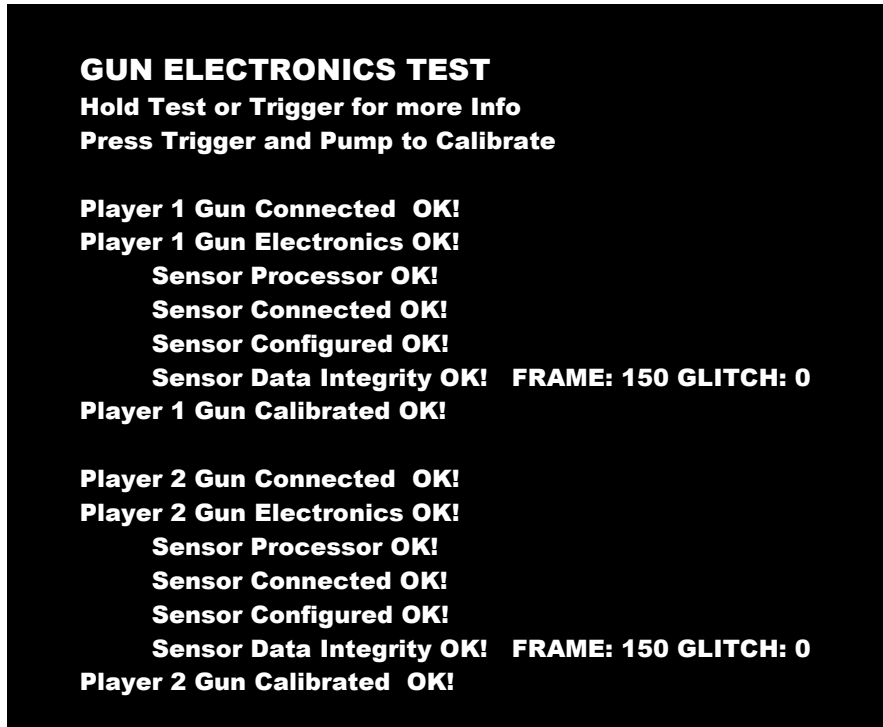 GUN ELECTRONICS TEST
Hold Test or Trigger for more Info
Press Trigger and Pump to Calibrate
Player 1 Gun Connected  OK!
Player 1 Gun Electronics OK!
Sensor Processor OK!
Sensor Connected OK!
Sensor Configured OK!
Sensor Data Integrity OK!   FRAME: 150 GLITCH: 0
Player 1 Gun Calibrated OK!
Player 2 Gun Connected  OK!
Player 2 Gun Electronics OK!
Sensor Processor OK!
Sensor Connected OK!
Sensor Configured OK!
Sensor Data Integrity OK!   FRAME: 150 GLITCH: 0
Player 2 Gun Calibrated  OK!